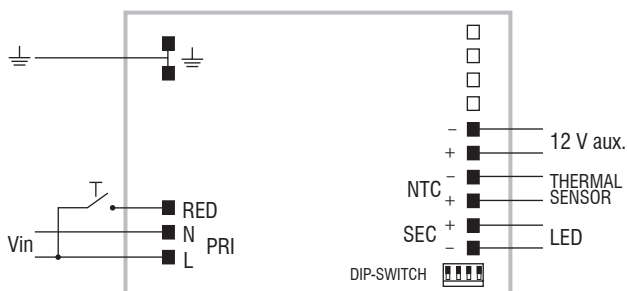 −
+ 12 V aux.
−
NTC THERMAL
+ SENSOR
RED
+
N SEC LED
Vin PRI
−
L
DIP-SWITCH